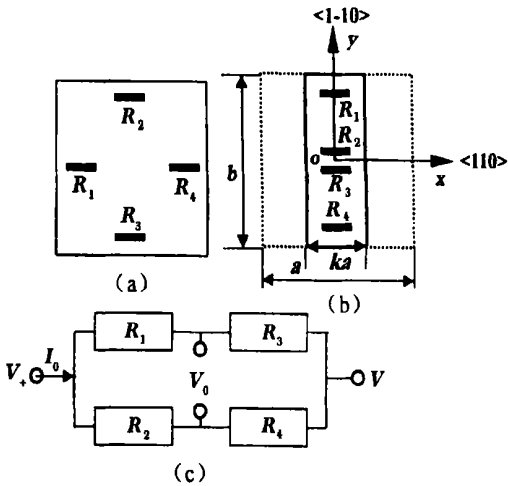 <1-10>
y
R₂
R₁
R₄
R₃
(a)
R₁
R₂
o
R₃
R₄
x
<110>
b
a
ka
(b)
R₁
R₃
V₊
I₀
V₀
V
R₂
R₄
(c)